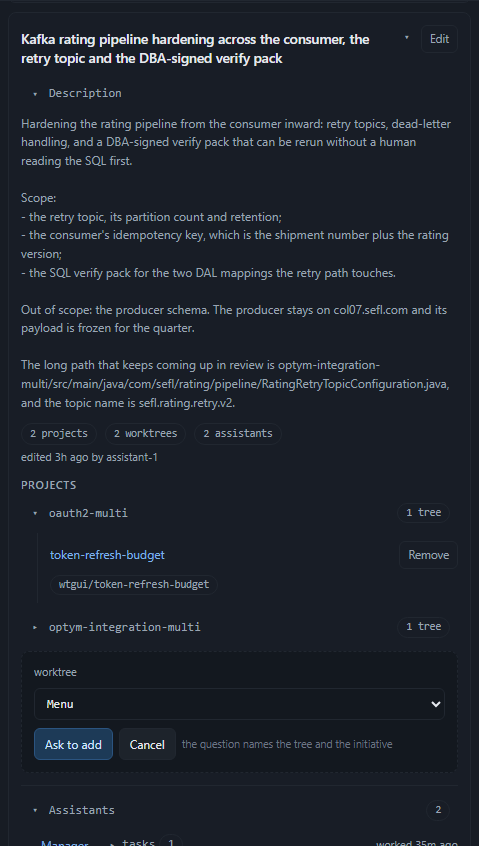 Kafka rating pipeline hardening across the consumer, the
Edit
retry topic and the DBA-signed verify pack
Description
Hardening the rating pipeline from the consumer inward: retry topics, dead-letter
handling, and a DBA-signed verify pack that can be rerun without a human
reading the SQL first.
Scope:
- the retry topic, its partition count and retention;
- the consumer's idempotency key, which is the shipment number plus the rating
version;
- the SQL verify pack for the two DAL mappings the retry path touches.
Out of scope: the producer schema. The producer stays on col07.sefl.com and its
payload is frozen for the quarter.
The long path that keeps coming up in review is optym-integration-
multi/src/main/java/com/sefl/rating/pipeline/RatingRetryTopicConfiguration.java,
and the topic name is sefl.rating.retry.v2.
2 projects 2 worktrees 2 assistants
edited 3h ago by assistant-1
PROJECTS
oauth2-multi 1 tree
token-refresh-budget Remove
wtgui/token-refresh-budget
optym-integration-multi 1 tree
worktree
Menu
Ask to add Cancel the question names the tree and the initiative
Assistants 2
Manager tasks 1 worked 35m ago